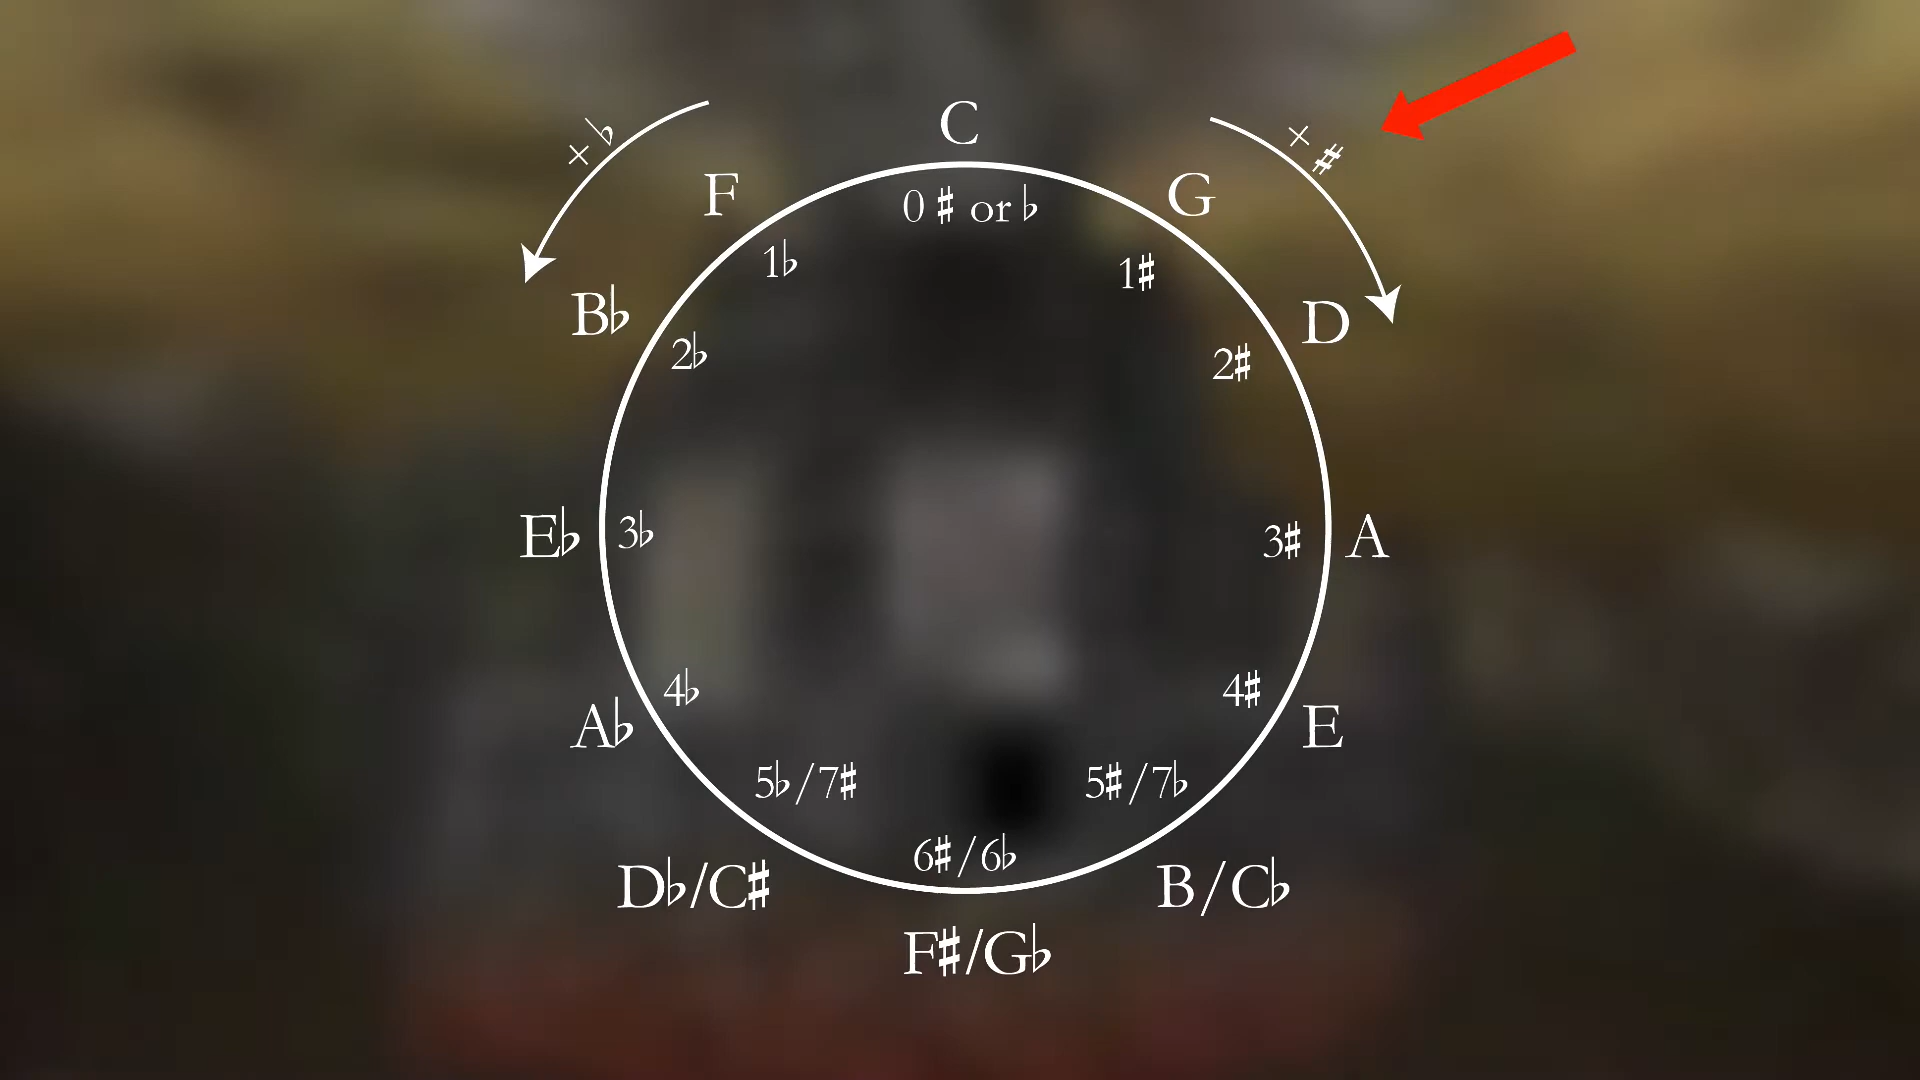 C
+ ♭
+ ♯
F
G
0 ♯ or ♭
1♭
1♯
B♭
D
2♭
2♯
E♭
3♭
3♯
A
4♭
4♯
A♭
E
5♭/7♯
5♯/7♭
6♯/6♭
D♭/C♯
B/C♭
F♯/G♭